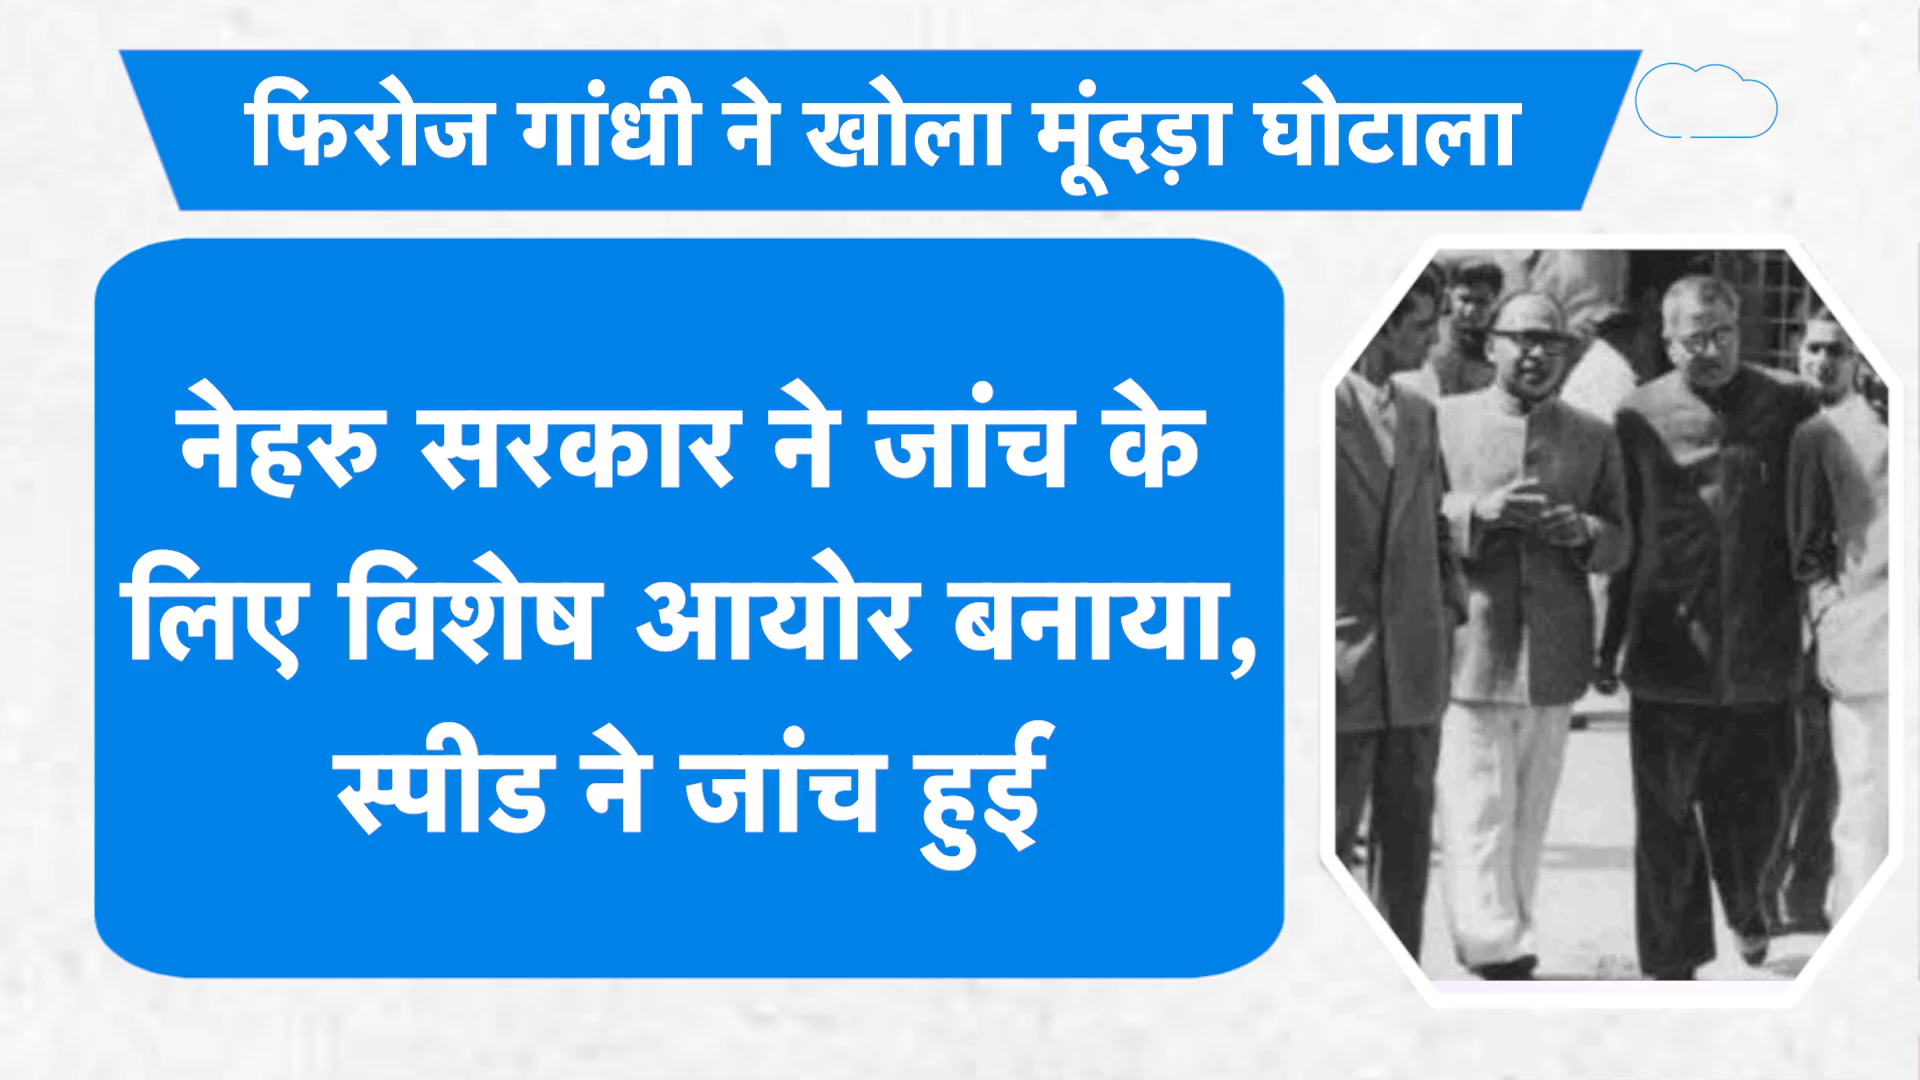 फिरोज गांधी ने खोला मूंदड़ा घोटाला
नेहरु सरकार ने जांच के
लिए विशेष आयोर बनाया,
स्पीड ने जांच हुई